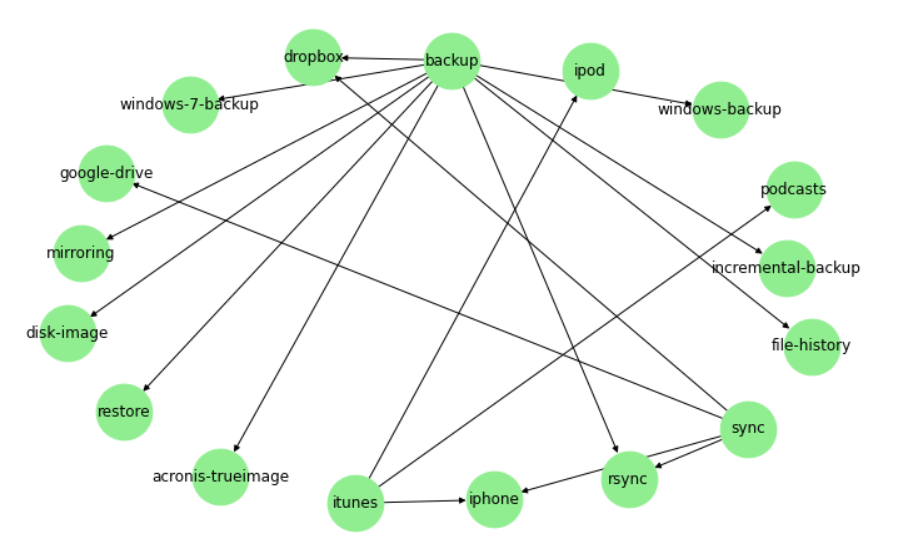 dropbox
backup
ipod
windows-7-backup
windows-backup
google-drive
podcasts
mirroring
incremental-backup
disk-image
file-history
restore
sync
acronis-trueimage
rsync
itunes
iphone